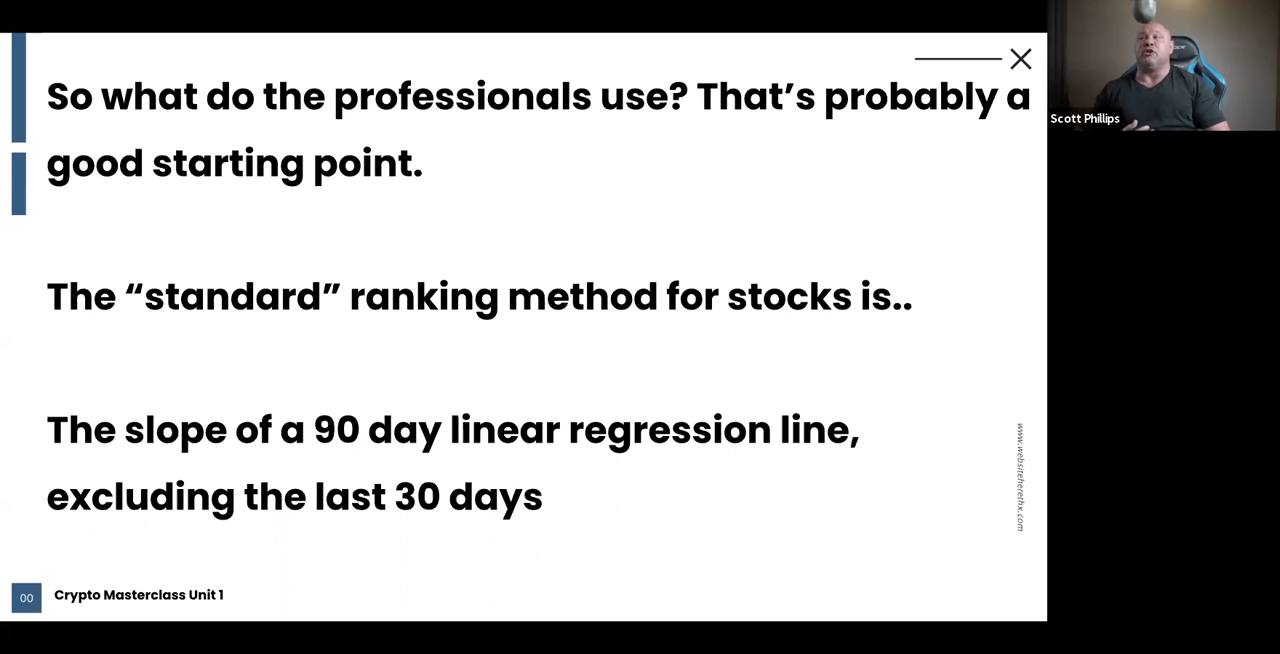 So what do the professionals use? That’s probably a
good starting point.
The “standard” ranking method for stocks is..
The slope of a 90 day linear regression line,
excluding the last 30 days
www.websiteherethx.com
00 Crypto Masterclass Unit 1
Scott Phillips